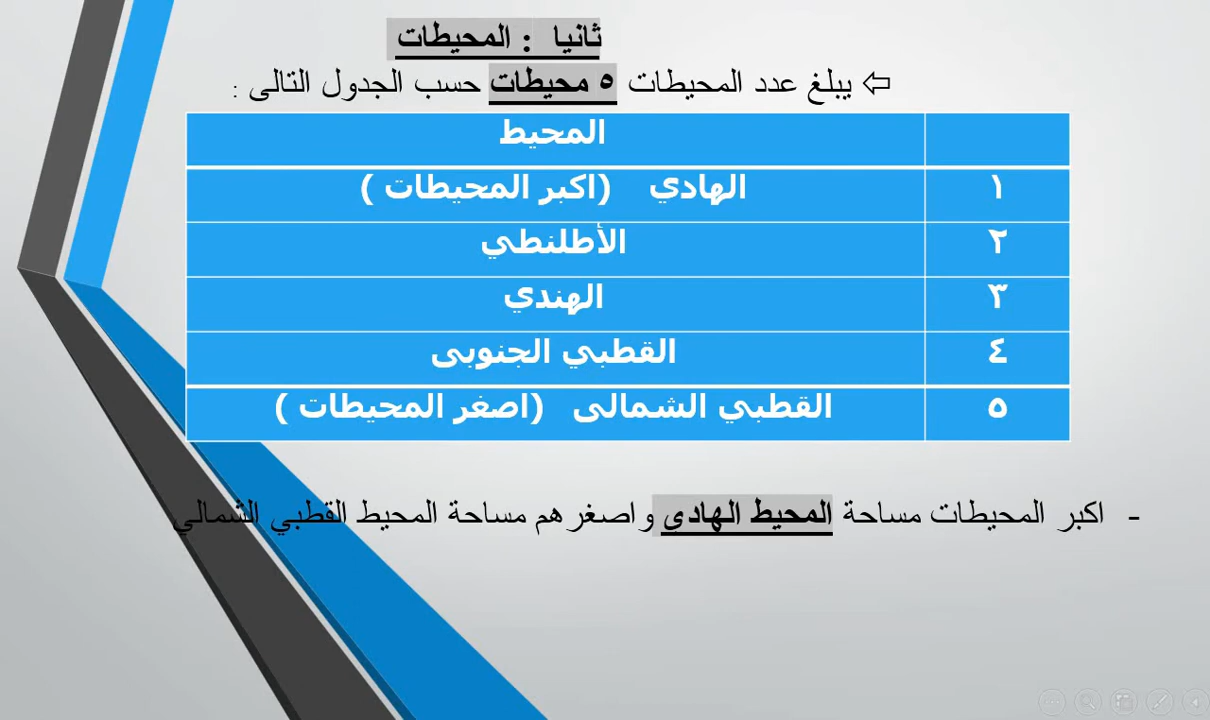 ثانيا : المحيطات
⇦ يبلغ عدد المحيطات ٥ محيطات حسب الجدول التالى :
المحيط
١ الهادي (اكبر المحيطات )
٢ الأطلنطي
٣ الهندي
٤ القطبي الجنوبى
٥ القطبي الشمالى (اصغر المحيطات )
- اكبر المحيطات مساحة المحيط الهادى واصغرهم مساحة المحيط القطبي الشمالي